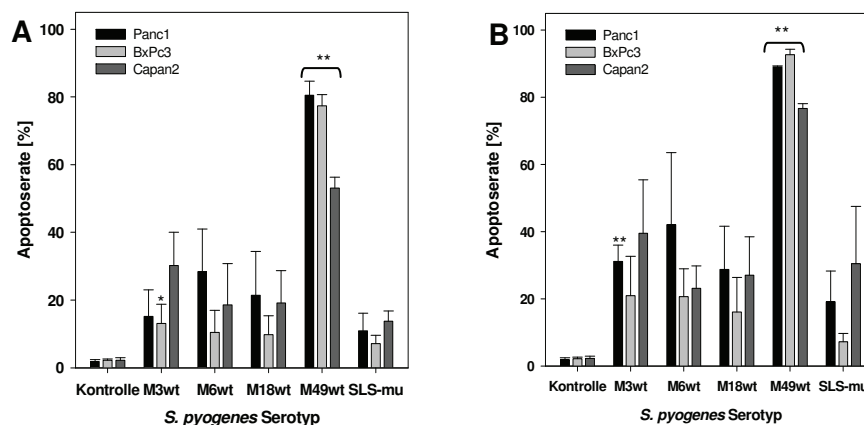 A
Apoptoserate [%]
100
80
60
40
20
0
Panc1
BxPc3
Capan2
**
*
Kontrolle M3wt M6wt M18wt M49wt SLS-mu
S. pyogenes Serotyp
B
Apoptoserate [%]
100
80
60
40
20
0
Panc1
BxPc3
Capan2
**
**
Kontrolle M3wt M6wt M18wt M49wt SLS-mu
S. pyogenes Serotyp